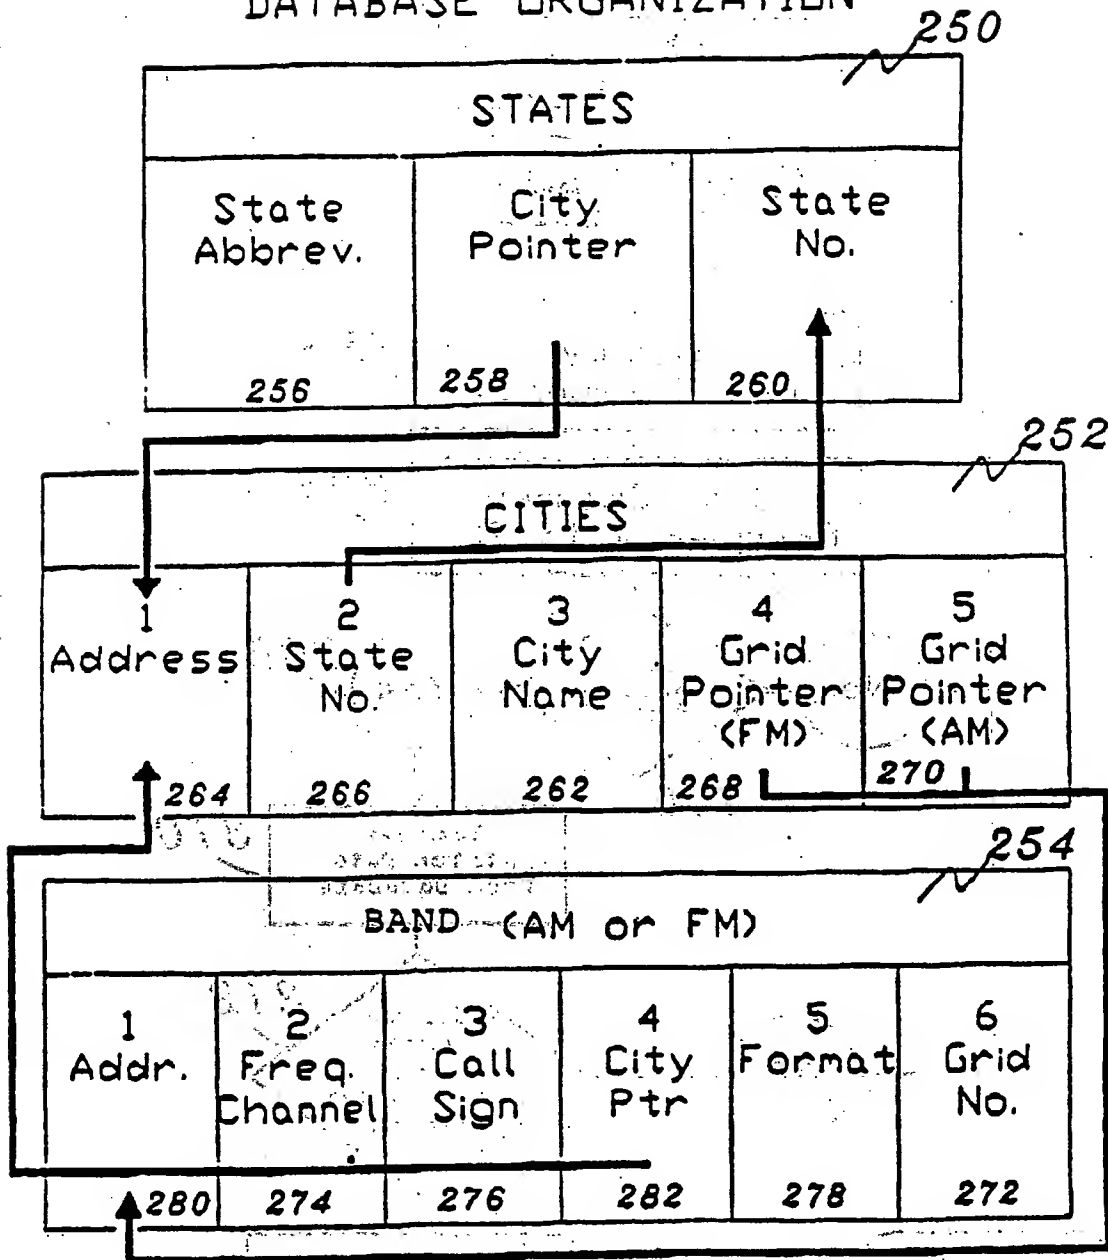 DATABASE ORGANIZATION
250
STATES
State Abbrev.
City Pointer
State No.
256
258
260
252
CITIES
1 Address
2 State No.
3 City Name
4 Grid Pointer (FM)
5 Grid Pointer (AM)
264
266
262
268
270
254
BAND (AM or FM)
1 Addr.
2 Freq. Channel
3 Call Sign
4 City Ptr
5 Format
6 Grid No.
280
274
276
282
278
272